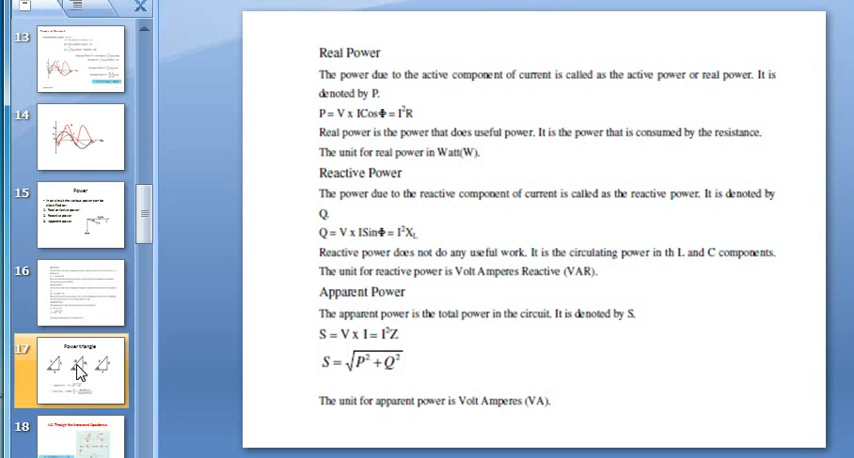 13
14
15
Power
16
17
Power triangle
18
Real Power
The power due to the active component of current is called as the active power or real power. It is
denoted by P.
P = V x ICosΦ = I²R
Real power is the power that does useful power. It is the power that is consumed by the resistance.
The unit for real power in Watt(W).
Reactive Power
The power due to the reactive component of current is called as the reactive power. It is denoted by
Q.
Q = V x ISinΦ = I²X_L
Reactive power does not do any useful work. It is the circulating power in th L and C components.
The unit for reactive power is Volt Amperes Reactive (VAR).
Apparent Power
The apparent power is the total power in the circuit. It is denoted by S.
S = V x I = I²Z
S = √(P² + Q²)
The unit for apparent power is Volt Amperes (VA).